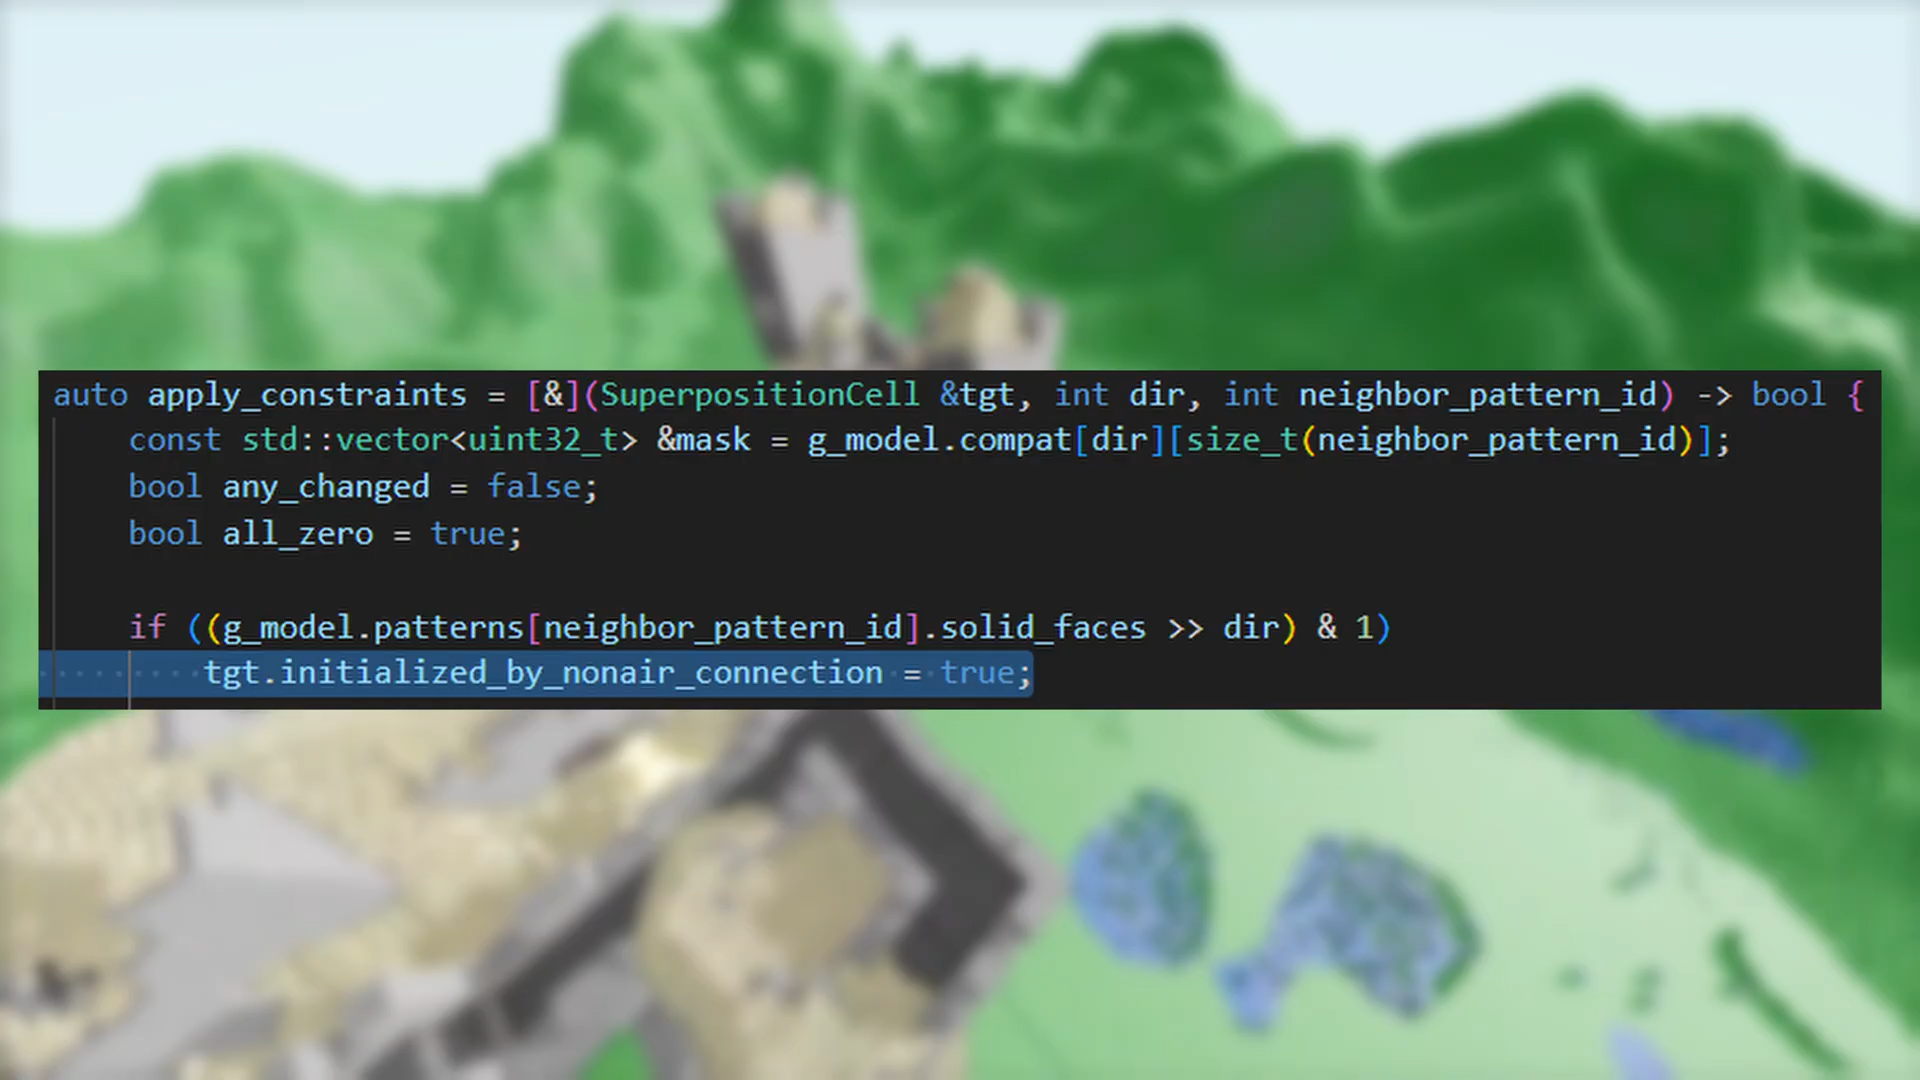 auto apply_constraints = [&](SuperpositionCell &tgt, int dir, int neighbor_pattern_id) -> bool {
const std::vector<uint32_t> &mask = g_model.compat[dir][size_t(neighbor_pattern_id)];
bool any_changed = false;
bool all_zero = true;
if ((g_model.patterns[neighbor_pattern_id].solid_faces >> dir) & 1)
tgt.initialized_by_nonair_connection = true;